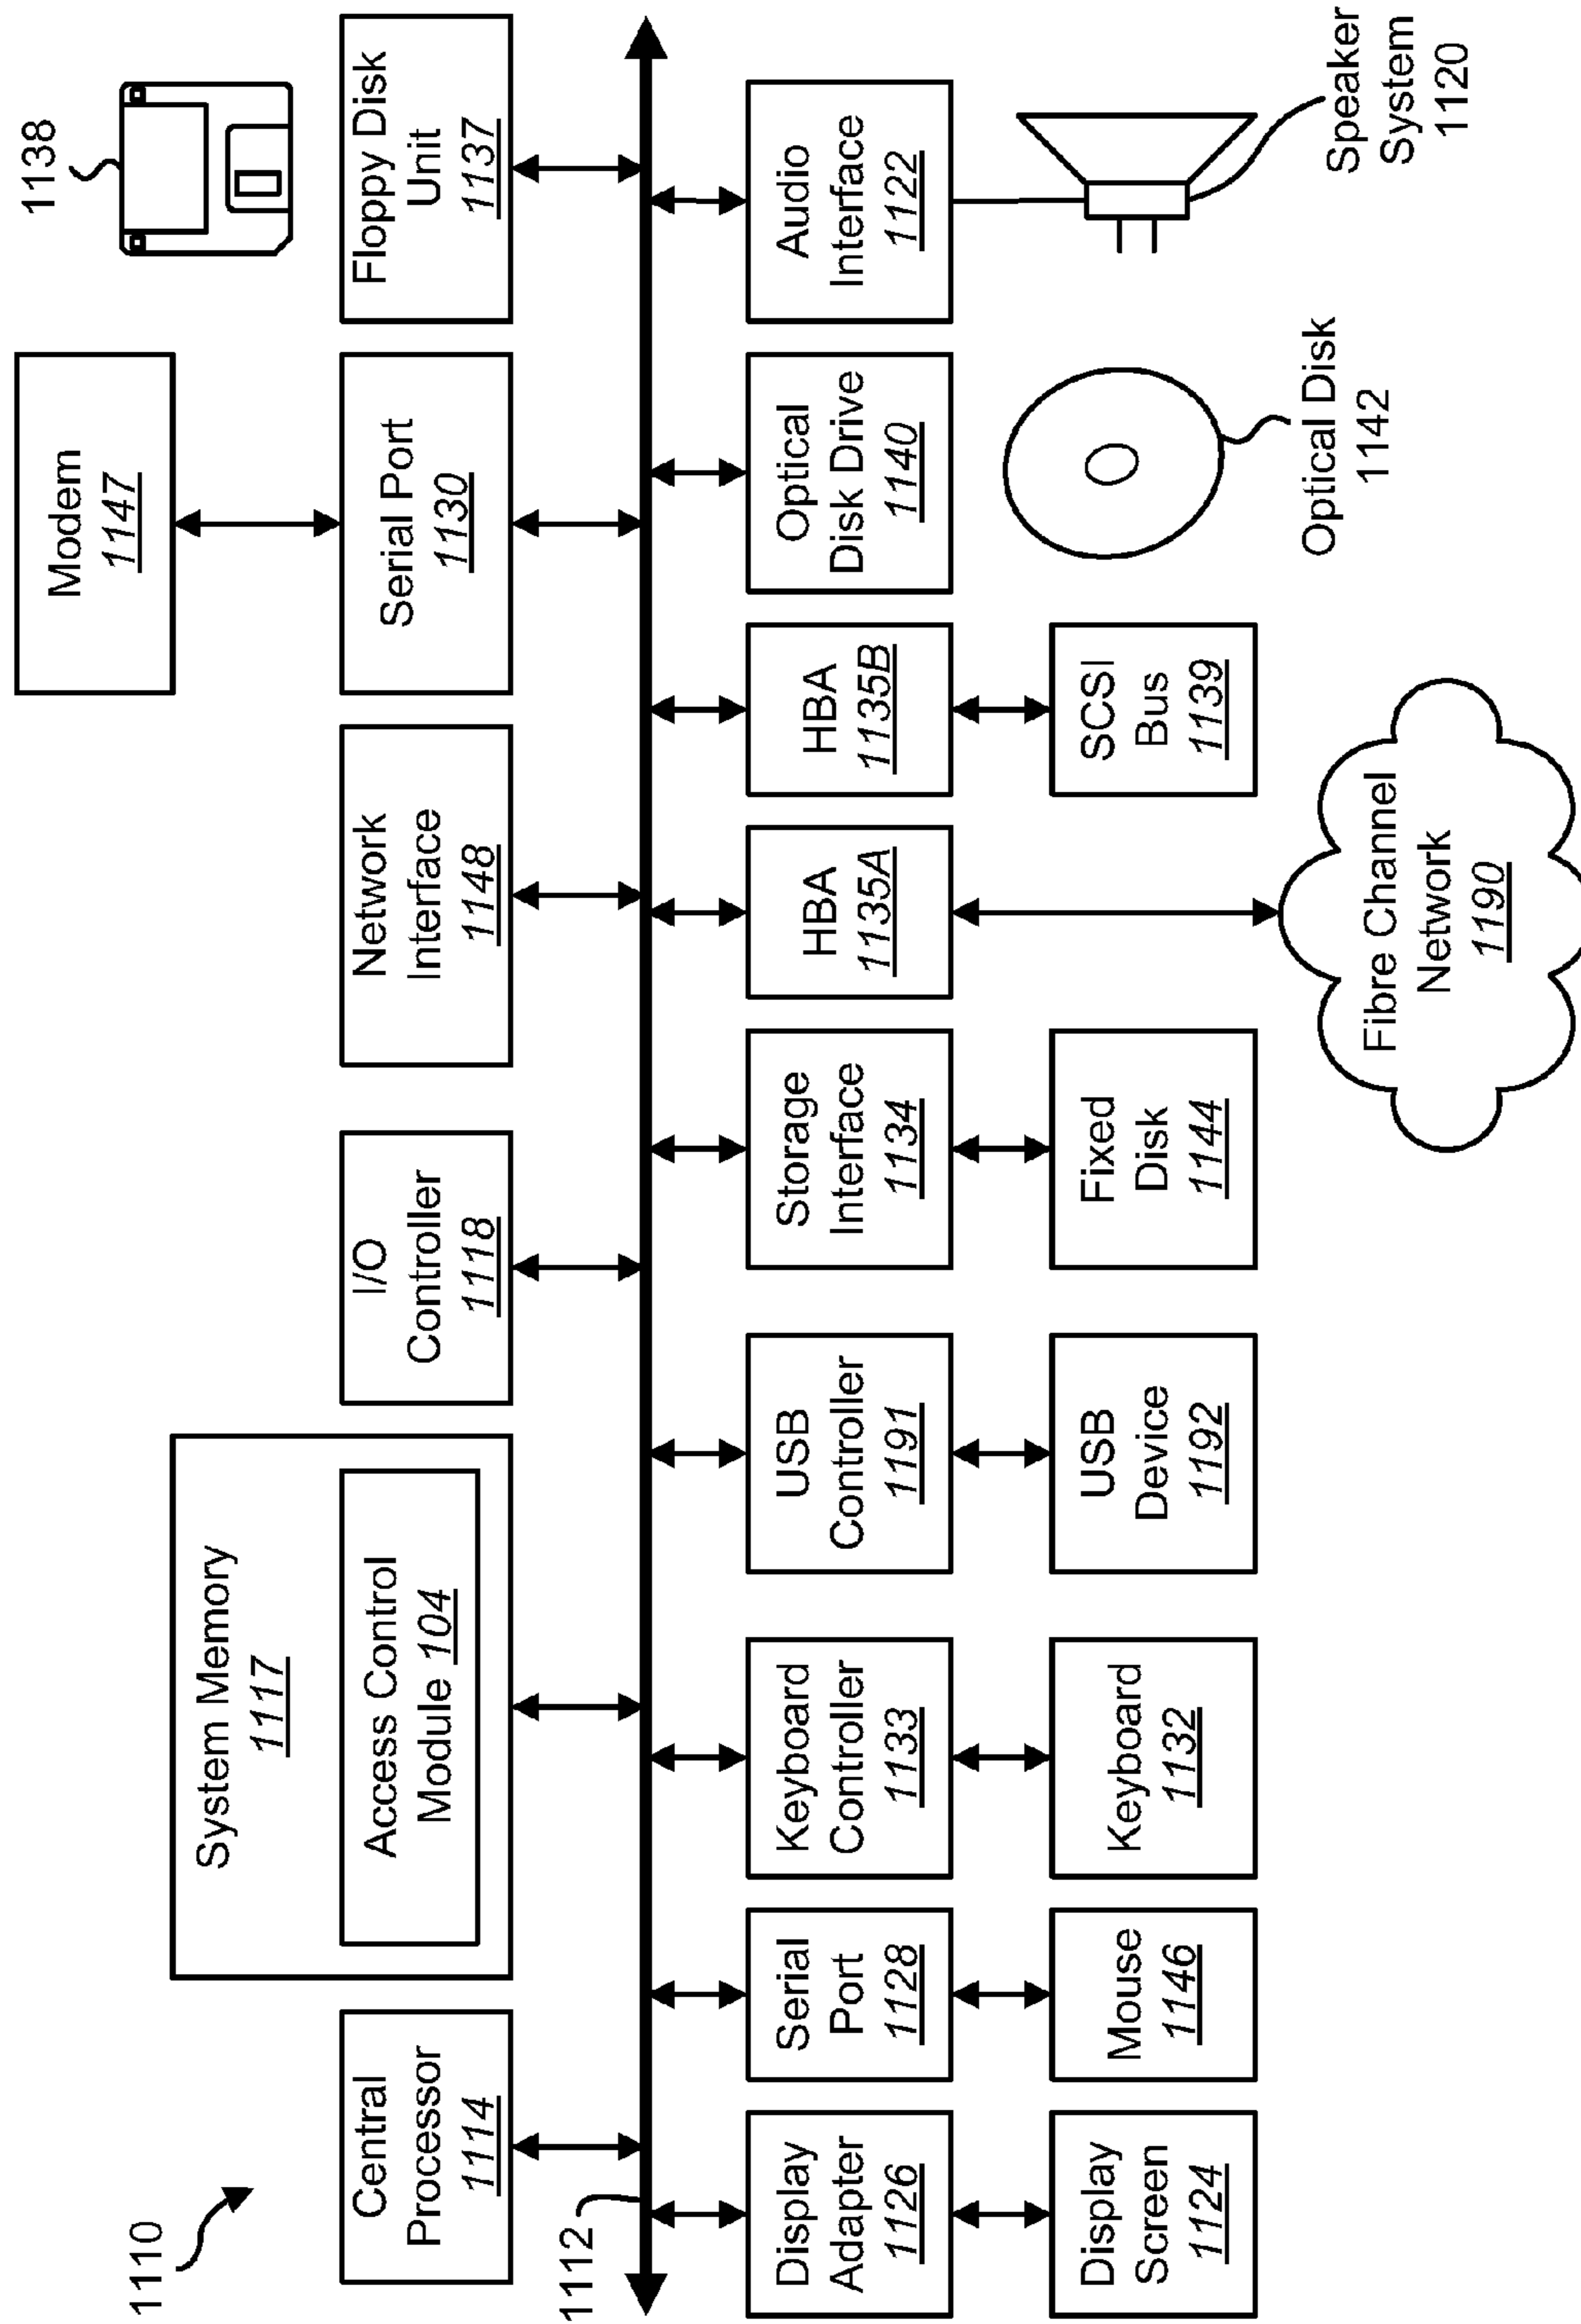 1110
Central
Processor
1114
System Memory
1117
Access Control
Module 104
I/O
Controller
1118
Network
Interface
1148
Modem
1147
Serial Port
1130
1138
Floppy Disk
Unit
1137
1112
Display
Adapter
1126
Serial
Port
1128
Keyboard
Controller
1133
USB
Controller
1191
Storage
Interface
1134
HBA
1135A
HBA
1135B
Optical
Disk Drive
1140
Audio
Interface
1122
Display
Screen
1124
Mouse
1146
Keyboard
1132
USB
Device
1192
Fixed
Disk
1144
SCSI
Bus
1139
Fibre Channel
Network
1190
Optical Disk
1142
Speaker
System
1120